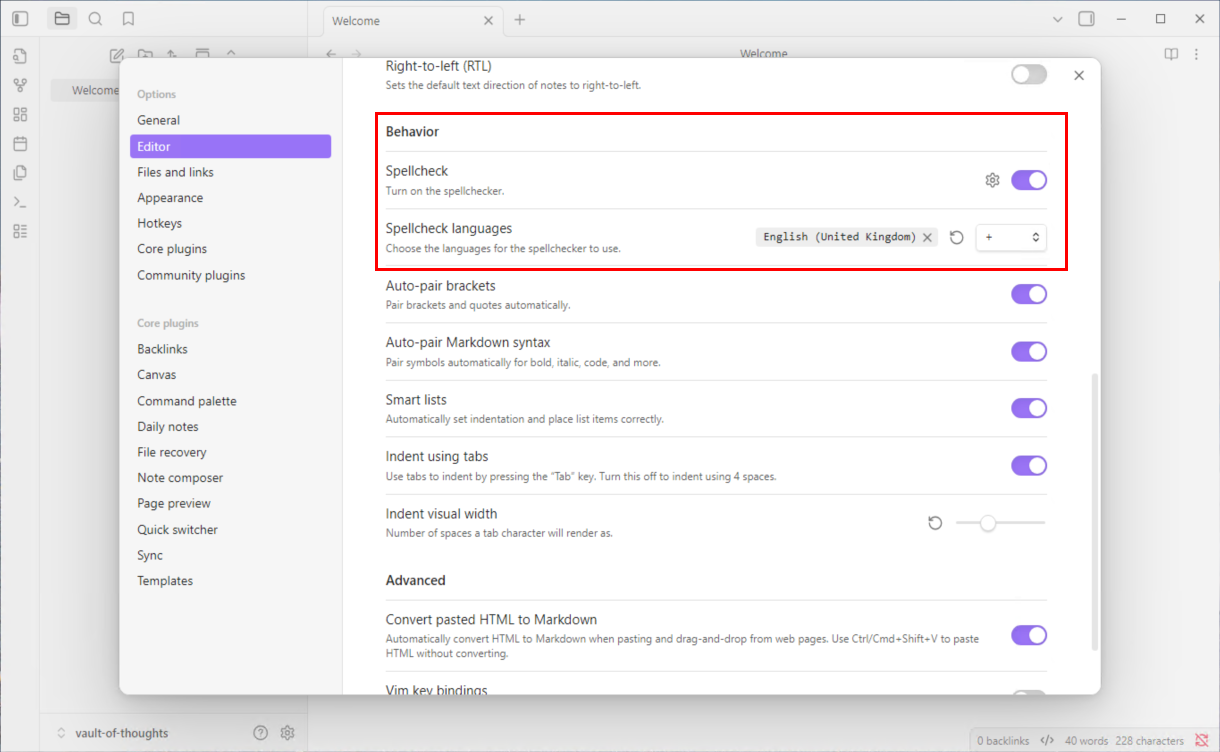 Welcome
Welcome
Welcome
Options
General
Editor
Files and links
Appearance
Hotkeys
Core plugins
Community plugins
Core plugins
Backlinks
Canvas
Command palette
Daily notes
File recovery
Note composer
Page preview
Quick switcher
Sync
Templates
Right-to-left (RTL)
Sets the default text direction of notes to right-to-left.
Behavior
Spellcheck
Turn on the spellchecker.
Spellcheck languages
Choose the languages for the spellchecker to use.
English (United Kingdom)
+
Auto-pair brackets
Pair brackets and quotes automatically.
Auto-pair Markdown syntax
Pair symbols automatically for bold, italic, code, and more.
Smart lists
Automatically set indentation and place list items correctly.
Indent using tabs
Use tabs to indent by pressing the “Tab” key. Turn this off to indent using 4 spaces.
Indent visual width
Number of spaces a tab character will render as.
Advanced
Convert pasted HTML to Markdown
Automatically convert HTML to Markdown when pasting and drag-and-drop from web pages. Use Ctrl/Cmd+Shift+V to paste
HTML without converting.
Vim key bindings
vault-of-thoughts
0 backlinks
40 words
228 characters